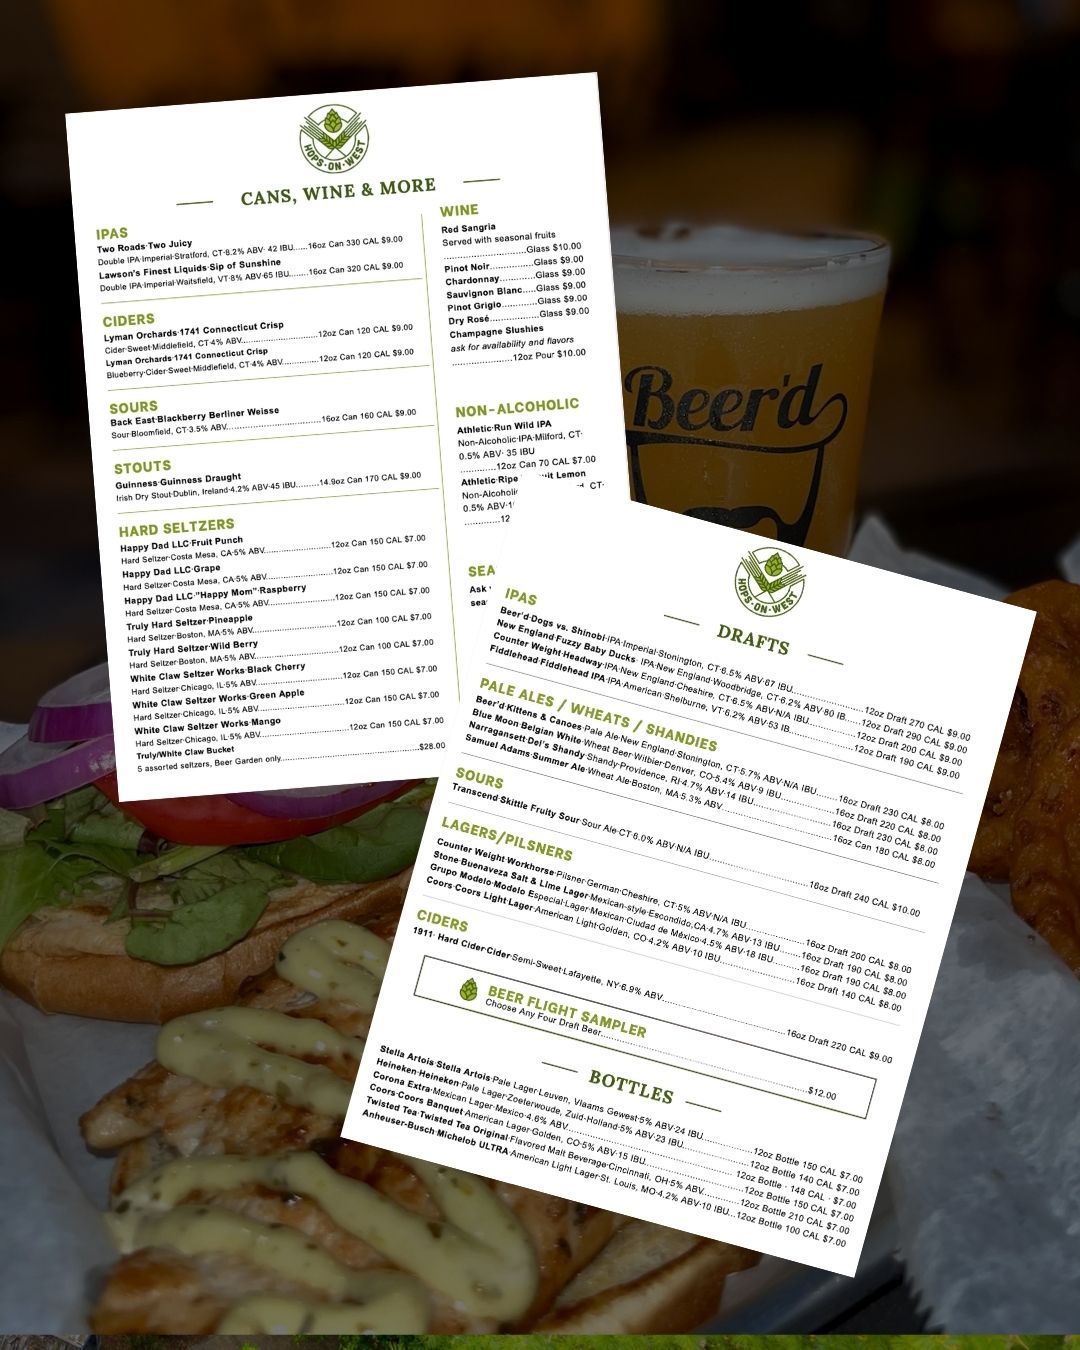 HOPS·ON·WEST
CANS, WINE & MORE
IPAS
Two Roads·Two Juicy
Double IPA·Imperial·Stratford, CT·8.2% ABV· 42 IBU......16oz Can 330 CAL $9.00
Lawson's Finest Liquids·Sip of Sunshine
Double IPA·Imperial·Waitsfield, VT·8% ABV·65 IBU........16oz Can 320 CAL $9.00
CIDERS
Lyman Orchards·1741 Connecticut Crisp
Cider·Sweet·Middlefield, CT·4% ABV............................12oz Can 120 CAL $9.00
Lyman Orchards·1741 Connecticut Crisp
Blueberry·Cider·Sweet·Middlefield, CT·4% ABV.............12oz Can 120 CAL $9.00
SOURS
Back East·Blackberry Berliner Weisse
Sour·Bloomfield, CT·3.5% ABV...................................16oz Can 160 CAL $9.00
STOUTS
Guinness·Guinness Draught
Irish Dry Stout·Dublin, Ireland·4.2% ABV·45 IBU.........14.9oz Can 170 CAL $9.00
HARD SELTZERS
Happy Dad LLC·Fruit Punch
Hard Seltzer·Costa Mesa, CA·5% ABV.........................12oz Can 150 CAL $7.00
Happy Dad LLC·Grape
Hard Seltzer·Costa Mesa, CA·5% ABV.........................12oz Can 150 CAL $7.00
Happy Dad LLC·"Happy Mom"·Raspberry
Hard Seltzer·Costa Mesa, CA·5% ABV.........................12oz Can 150 CAL $7.00
Truly Hard Seltzer·Pineapple
Hard Seltzer·Boston, MA·5% ABV...............................12oz Can 100 CAL $7.00
Truly Hard Seltzer·Wild Berry
Hard Seltzer·Boston, MA·5% ABV...............................12oz Can 100 CAL $7.00
White Claw Seltzer Works·Black Cherry
Hard Seltzer·Chicago, IL·5% ABV................................12oz Can 150 CAL $7.00
White Claw Seltzer Works·Green Apple
Hard Seltzer·Chicago, IL·5% ABV................................12oz Can 150 CAL $7.00
White Claw Seltzer Works·Mango
Hard Seltzer·Chicago, IL·5% ABV................................12oz Can 150 CAL $7.00
Truly/White Claw Bucket
5 assorted seltzers, Beer Garden only.....................................................$28.00
WINE
Red Sangria
Served with seasonal fruits
..............................Glass $10.00
Pinot Noir................Glass $9.00
Chardonnay.............Glass $9.00
Sauvignon Blanc.....Glass $9.00
Pinot Grigio.............Glass $9.00
Dry Rosé.................Glass $9.00
Champagne Slushies
ask for availability and flavors
......................12oz Pour $10.00
NON-ALCOHOLIC
Athletic·Run Wild IPA
Non-Alcoholic·IPA·Milford, CT·
0.5% ABV· 35 IBU
.............12oz Can 70 CAL $7.00
Athletic·Ripe it Lemon
Non-Alcoholic CT·
0.5% ABV·1
.............12
SEA
Ask
sea
Beer'd
HOPS·ON·WEST
DRAFTS
IPAS
Beer'd·Dogs vs. Shinobi·IPA·Imperial·Stonington, CT·6.5% ABV·67 IBU........................12oz Draft 270 CAL $9.00
New England·Fuzzy Baby Ducks· IPA·New England·Woodbridge, CT·6.2% ABV·80 IB.....12oz Draft 290 CAL $9.00
Counter Weight·Headway·IPA·New England·Cheshire, CT·6.5% ABV·N/A IBU...............12oz Draft 200 CAL $9.00
Fiddlehead·Fiddlehead IPA·IPA·American·Shelburne, VT·6.2% ABV·53 IB......................12oz Draft 190 CAL $9.00
PALE ALES / WHEATS / SHANDIES
Beer'd·Kittens & Canoes·Pale Ale·New England·Stonington, CT·5.7% ABV·N/A IBU.......16oz Draft 230 CAL $8.00
Blue Moon·Belgian White·Wheat Beer·Witbier·Denver, CO·5.4% ABV·9 IBU..................16oz Draft 220 CAL $8.00
Narragansett·Del's Shandy·Shandy·Providence, RI·4.7% ABV·14 IBU............................16oz Draft 230 CAL $8.00
Samuel Adams·Summer Ale·Wheat Ale·Boston, MA·5.3% ABV......................................16oz Can 180 CAL $8.00
SOURS
Transcend·Skittle Fruity Sour·Sour Ale·CT·6.0% ABV·N/A IBU....................................16oz Draft 240 CAL $10.00
LAGERS/PILSNERS
Counter Weight·Workhorse·Pilsner·German·Cheshire, CT·5% ABV·N/A IBU....................16oz Draft 200 CAL $8.00
Stone·Buenaveza Salt & Lime Lager·Mexican-style·Escondido,CA·4.7% ABV·13 IBU.......16oz Draft 190 CAL $8.00
Grupo Modelo·Modelo Especial·Lager·Mexican·Ciudad de México·4.5% ABV·18 IBU.........16oz Draft 190 CAL $8.00
Coors·Coors Light·Lager·American Light·Golden, CO·4.2% ABV·10 IBU........................16oz Draft 140 CAL $8.00
CIDERS
1911· Hard Cider·Cider·Semi-Sweet·Lafayette, NY·6.9% ABV.......................................16oz Draft 220 CAL $9.00
BEER FLIGHT SAMPLER
Choose Any Four Draft Beer...........................................................................$12.00
BOTTLES
Stella Artois·Stella Artois·Pale Lager·Leuven, Vlaams Gewest·5% ABV·24 IBU..................12oz Bottle 150 CAL $7.00
Heineken·Heineken·Pale Lager·Zoeterwoude, Zuid-Holland·5% ABV·23 IBU......................12oz Bottle 140 CAL $7.00
Corona Extra·Mexican Lager·Mexico·4.6% ABV..........................................12oz Bottle · 148 CAL · $7.00
Coors·Coors Banquet·American Lager·Golden, CO·5% ABV·15 IBU..............................12oz Bottle 150 CAL $7.00
Twisted Tea·Twisted Tea Original·Flavored Malt Beverage·Cincinnati, OH·5% ABV...........12oz Bottle 210 CAL $7.00
Anheuser-Busch·Michelob ULTRA·American Light Lager·St. Louis, MO·4.2% ABV·10 IBU...12oz Bottle 100 CAL $7.00